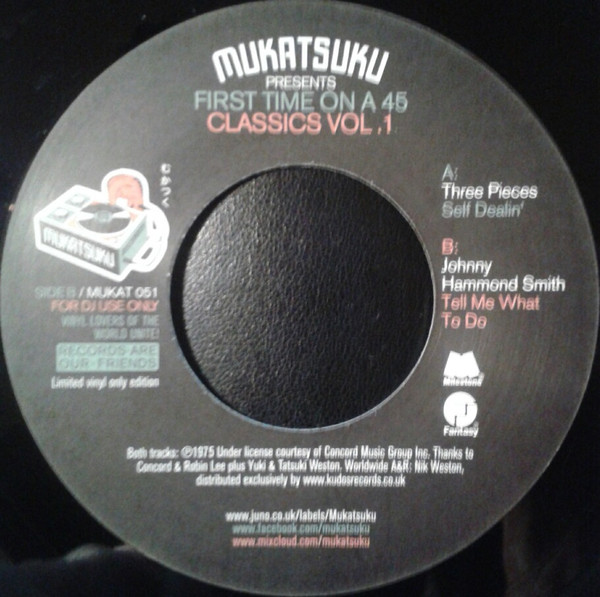 MUKATSUKU
PRESENTS
FIRST TIME ON A 45
CLASSICS VOL .1
むかつく
MUKATSUKU
SIDE B / MUKAT 051
FOR DJ USE ONLY
VINYL LOVERS OF THE
WORLD UNITE!
RECORDS ARE
OUR FRIENDS
Limited vinyl only edition
A:
Three Pieces
Self Dealin'
B:
Johnny
Hammond Smith
Tell Me What
To Do
Milestone
Fantasy
Both tracks: ℗1975 Under license courtesy of Concord Music Group Inc. Thanks to
Concord & Robin Lee plus Yuki & Tatsuki Weston. Worldwide A&R: Nik Weston,
distributed exclusively by www.kudosrecords.co.uk
www.juno.co.uk/labels/Mukatsuku
www.facebook.com/mukatsuku
www.mixcloud.com/mukatsuku